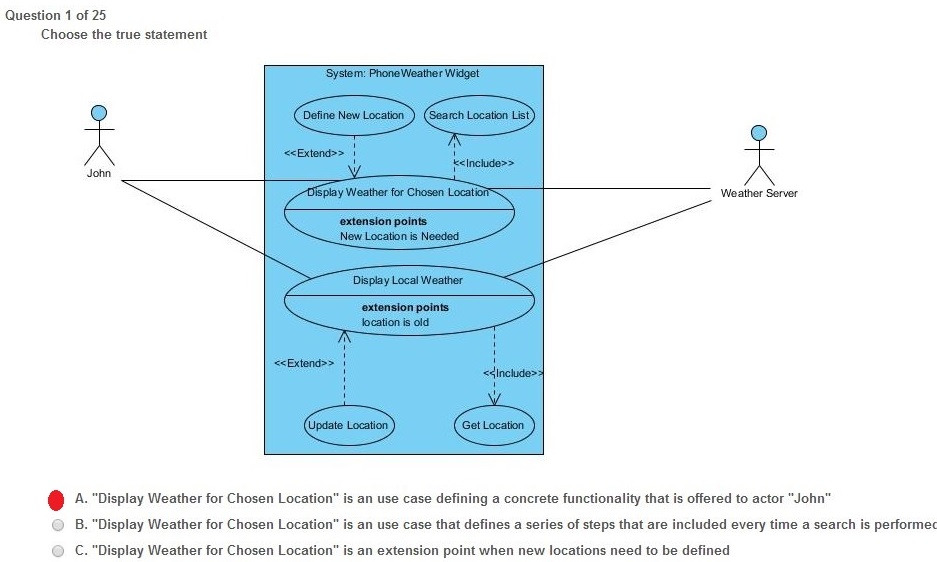 Question 1 of 25
Choose the true statement
System: PhoneWeather Widget
Define New Location
Search Location List
<<Extend>>
<<Include>>
John
Weather Server
Display Weather for Chosen Location
extension points
New Location is Needed
Display Local Weather
extension points
location is old
<<Extend>>
<<Include>>
Update Location
Get Location
A. "Display Weather for Chosen Location" is an use case defining a concrete functionality that is offered to actor "John"
B. "Display Weather for Chosen Location" is an use case that defines a series of steps that are included every time a search is performed
C. "Display Weather for Chosen Location" is an extension point when new locations need to be defined